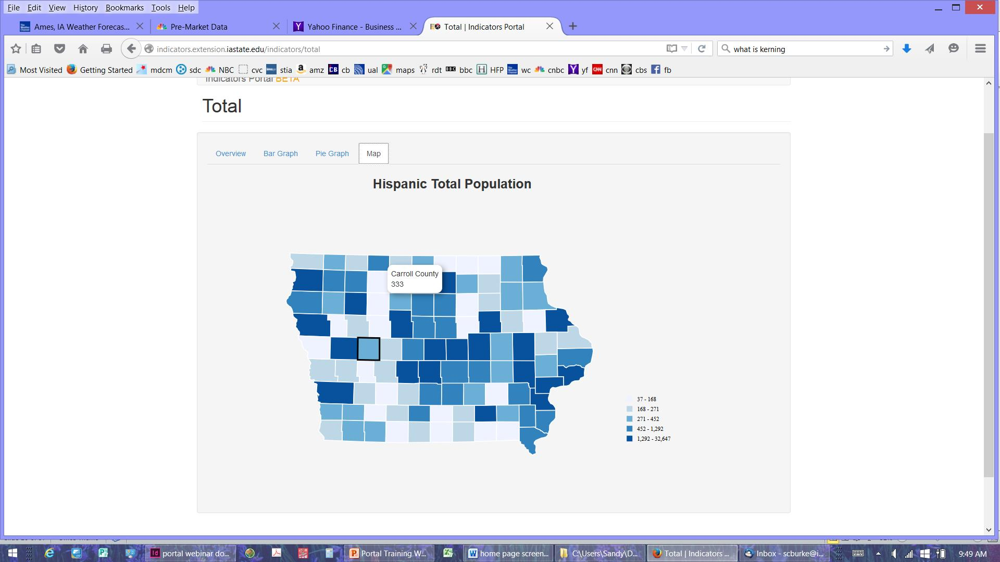 File Edit View History Bookmarks Tools Help
Ames, IA Weather Forecas... Pre-Market Data Yahoo Finance - Business ... Total | Indicators Portal
indicators.extension.iastate.edu/indicators/total what is kerning
Most Visited Getting Started mdcm sdc NBC cvc stia amz cb ual maps rdt bbc HFP wc cnbc yf cnn cbs fb
Indicators Portal BETA
Total
Overview Bar Graph Pie Graph Map
Hispanic Total Population
Carroll County
333
37 - 168
168 - 271
271 - 452
452 - 1,292
1,292 - 32,647
portal webinar do... Portal Training W... home page screen... C:\Users\Sandy\D... Total | Indicators ... Inbox - scburke@i... 9:49 AM